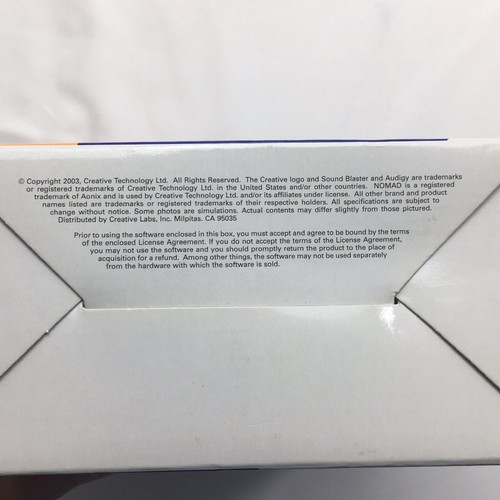 © Copyright 2003, Creative Technology Ltd. All Rights Reserved. The Creative logo and Sound Blaster and Audigy are trademarks
or registered trademarks of Creative Technology Ltd. in the United States and/or other countries. NOMAD is a registered
trademark of Aonix and is used by Creative Technology Ltd. and/or its affiliates under license. All other brand and product
names listed are trademarks or registered trademarks of their respective holders. All specifications are subject to
change without notice. Some photos are simulations. Actual contents may differ slightly from those pictured.
Distributed by Creative Labs, Inc. Milpitas. CA 95035
Prior to using the software enclosed in this box, you must accept and agree to be bound by the terms
of the enclosed License Agreement. If you do not accept the terms of the License Agreement,
you may not use the software and you should promptly return the product to the place of
acquisition for a refund. Among other things, the software may not be used separately
from the hardware with which the software is sold.